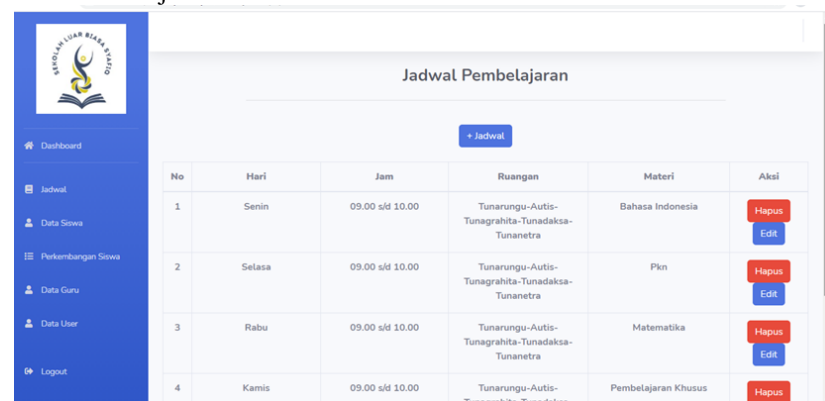 SEKOLAH LUAR BIASA SYAFIQ
Jadwal Pembelajaran
+ Jadwal
Dashboard
Jadwal
Data Siswa
Perkembangan Siswa
Data Guru
Data User
Logout
No Hari Jam Ruangan Materi Aksi
1 Senin 09.00 s/d 10.00 Tunarungu-Autis- Bahasa Indonesia Hapus
Tunagrahita-Tunadaksa- Edit
Tunanetra
2 Selasa 09.00 s/d 10.00 Tunarungu-Autis- Pkn Hapus
Tunagrahita-Tunadaksa- Edit
Tunanetra
3 Rabu 09.00 s/d 10.00 Tunarungu-Autis- Matematika Hapus
Tunagrahita-Tunadaksa- Edit
Tunanetra
4 Kamis 09.00 s/d 10.00 Tunarungu-Autis- Pembelajaran Khusus Hapus